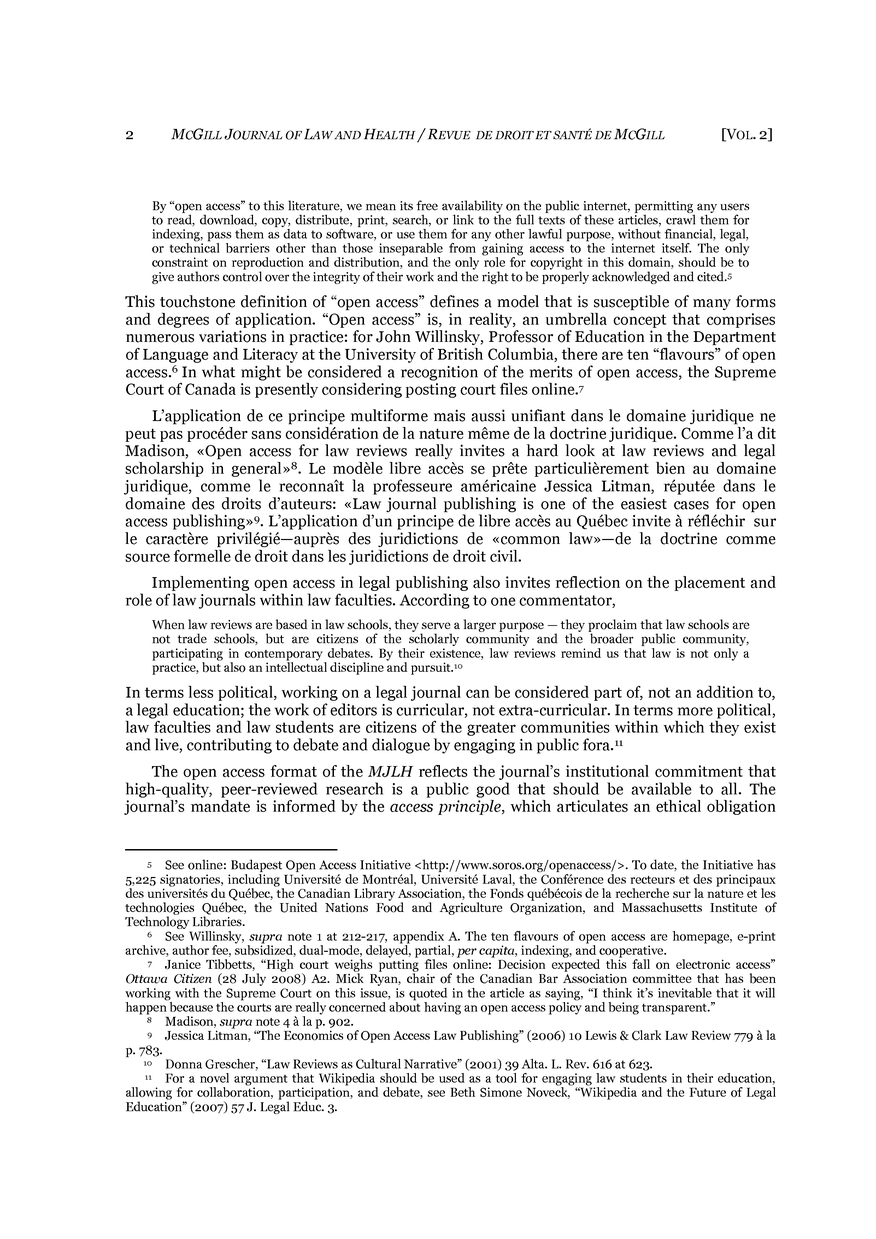 2 MCGILL JOURNAL OF LAW AND HEALTH / REVUE DE DROIT ET SANTÉ DE MCGILL [VOL. 2]
By “open access” to this literature, we mean its free availability on the public internet, permitting any users
to read, download, copy, distribute, print, search, or link to the full texts of these articles, crawl them for
indexing, pass them as data to software, or use them for any other lawful purpose, without financial, legal,
or technical barriers other than those inseparable from gaining access to the internet itself. The only
constraint on reproduction and distribution, and the only role for copyright in this domain, should be to
give authors control over the integrity of their work and the right to be properly acknowledged and cited.⁵
This touchstone definition of “open access” defines a model that is susceptible of many forms
and degrees of application. “Open access” is, in reality, an umbrella concept that comprises
numerous variations in practice: for John Willinsky, Professor of Education in the Department
of Language and Literacy at the University of British Columbia, there are ten “flavours” of open
access.⁶ In what might be considered a recognition of the merits of open access, the Supreme
Court of Canada is presently considering posting court files online.⁷
L’application de ce principe multiforme mais aussi unifiant dans le domaine juridique ne
peut pas procéder sans considération de la nature même de la doctrine juridique. Comme l’a dit
Madison, «Open access for law reviews really invites a hard look at law reviews and legal
scholarship in general»⁸. Le modèle libre accès se prête particulièrement bien au domaine
juridique, comme le reconnaît la professeure américaine Jessica Litman, réputée dans le
domaine des droits d’auteurs: «Law journal publishing is one of the easiest cases for open
access publishing»⁹. L’application d’un principe de libre accès au Québec invite à réfléchir sur
le caractère privilégié—auprès des juridictions de «common law»—de la doctrine comme
source formelle de droit dans les juridictions de droit civil.
Implementing open access in legal publishing also invites reflection on the placement and
role of law journals within law faculties. According to one commentator,
When law reviews are based in law schools, they serve a larger purpose — they proclaim that law schools are
not trade schools, but are citizens of the scholarly community and the broader public community,
participating in contemporary debates. By their existence, law reviews remind us that law is not only a
practice, but also an intellectual discipline and pursuit.¹⁰
In terms less political, working on a legal journal can be considered part of, not an addition to,
a legal education; the work of editors is curricular, not extra-curricular. In terms more political,
law faculties and law students are citizens of the greater communities within which they exist
and live, contributing to debate and dialogue by engaging in public fora.¹¹
The open access format of the MJLH reflects the journal’s institutional commitment that
high-quality, peer-reviewed research is a public good that should be available to all. The
journal’s mandate is informed by the access principle, which articulates an ethical obligation
⁵ See online: Budapest Open Access Initiative <http://www.soros.org/openaccess/>. To date, the Initiative has
5,225 signatories, including Université de Montréal, Université Laval, the Conférence des recteurs et des principaux
des universités du Québec, the Canadian Library Association, the Fonds québécois de la recherche sur la nature et les
technologies Québec, the United Nations Food and Agriculture Organization, and Massachusetts Institute of
Technology Libraries.
⁶ See Willinsky, supra note 1 at 212-217, appendix A. The ten flavours of open access are homepage, e-print
archive, author fee, subsidized, dual-mode, delayed, partial, per capita, indexing, and cooperative.
⁷ Janice Tibbetts, “High court weighs putting files online: Decision expected this fall on electronic access”
Ottawa Citizen (28 July 2008) A2. Mick Ryan, chair of the Canadian Bar Association committee that has been
working with the Supreme Court on this issue, is quoted in the article as saying, “I think it’s inevitable that it will
happen because the courts are really concerned about having an open access policy and being transparent.”
⁸ Madison, supra note 4 à la p. 902.
⁹ Jessica Litman, “The Economics of Open Access Law Publishing” (2006) 10 Lewis & Clark Law Review 779 à la
p. 783.
¹⁰ Donna Grescher, “Law Reviews as Cultural Narrative” (2001) 39 Alta. L. Rev. 616 at 623.
¹¹ For a novel argument that Wikipedia should be used as a tool for engaging law students in their education,
allowing for collaboration, participation, and debate, see Beth Simone Noveck, “Wikipedia and the Future of Legal
Education” (2007) 57 J. Legal Educ. 3.